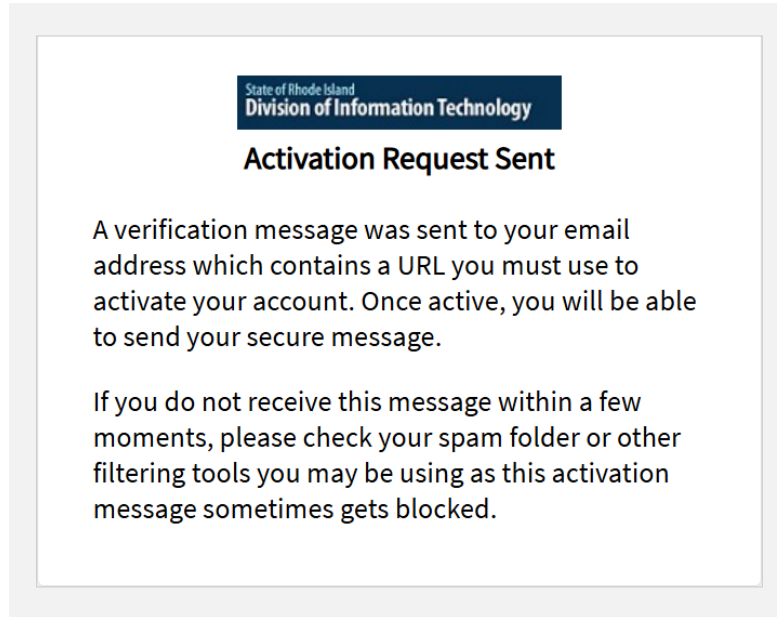 State of Rhode Island
Division of Information Technology
Activation Request Sent
A verification message was sent to your email
address which contains a URL you must use to
activate your account. Once active, you will be able
to send your secure message.
If you do not receive this message within a few
moments, please check your spam folder or other
filtering tools you may be using as this activation
message sometimes gets blocked.